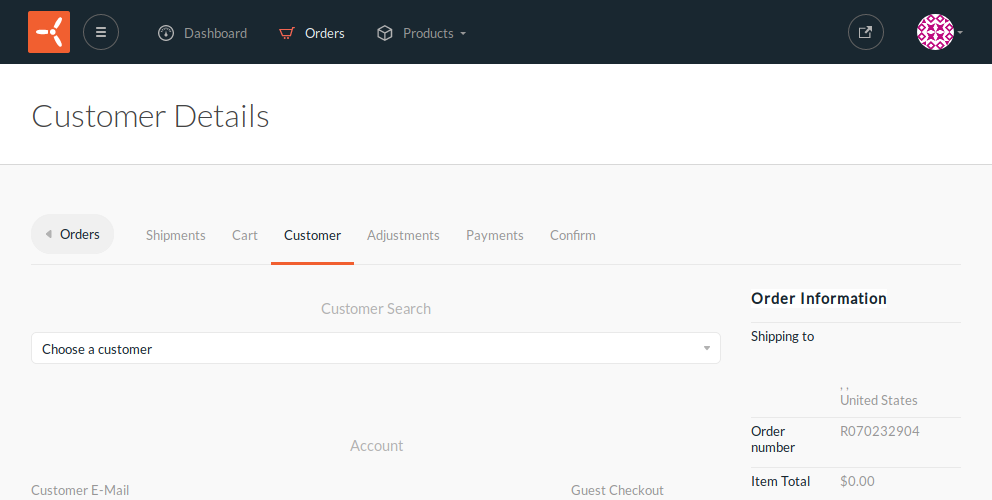 Dashboard Orders Products
Customer Details
Orders Shipments Cart Customer Adjustments Payments Confirm
Customer Search
Choose a customer
Account
Customer E-Mail Guest Checkout
Order Information
Shipping to
, ,
United States
Order number R070232904
Item Total $0.00